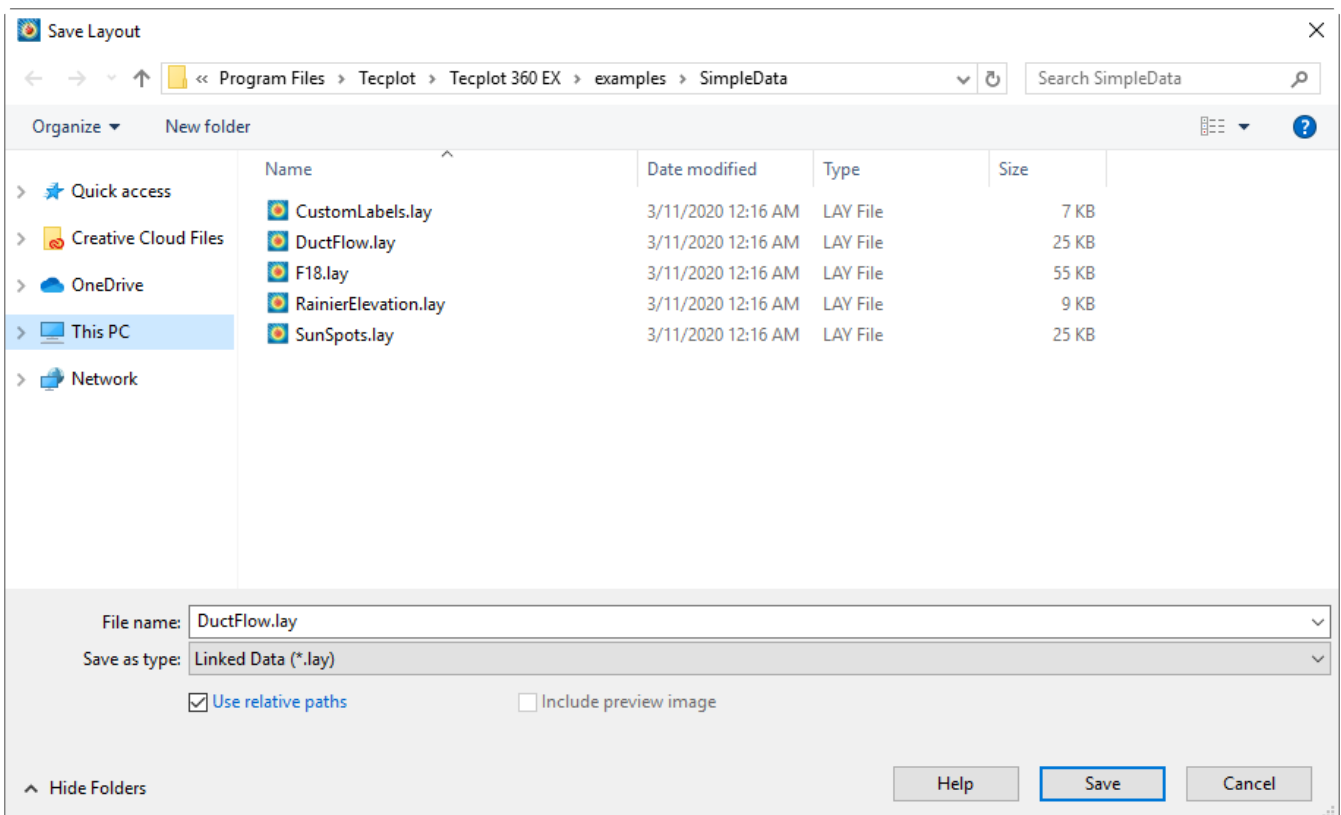 Save Layout
« Program Files > Tecplot > Tecplot 360 EX > examples > SimpleData
Search SimpleData
Organize
New folder
Name
Date modified
Type
Size
Quick access
Creative Cloud Files
OneDrive
This PC
Network
CustomLabels.lay 3/11/2020 12:16 AM LAY File 7 KB
DuctFlow.lay 3/11/2020 12:16 AM LAY File 25 KB
F18.lay 3/11/2020 12:16 AM LAY File 55 KB
RainierElevation.lay 3/11/2020 12:16 AM LAY File 9 KB
SunSpots.lay 3/11/2020 12:16 AM LAY File 25 KB
File name: DuctFlow.lay
Save as type: Linked Data (*.lay)
Use relative paths
Include preview image
Hide Folders
Help
Save
Cancel